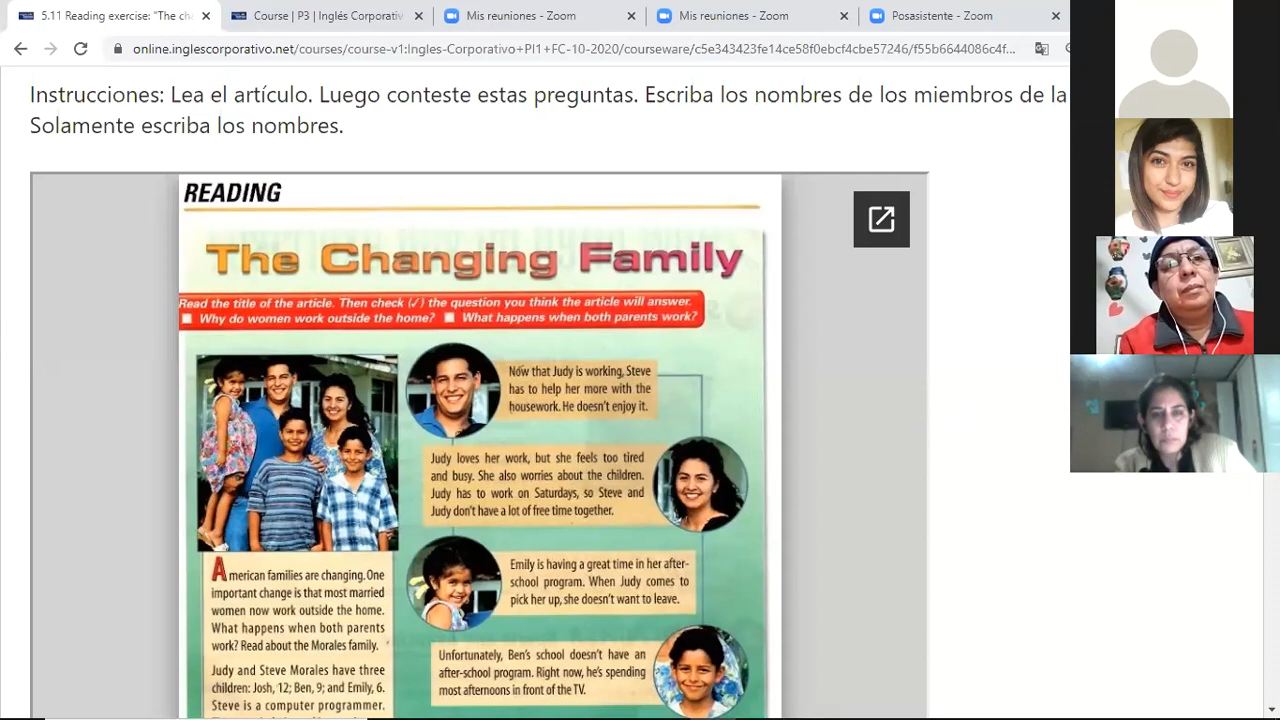 5.11 Reading exercise: "The cha
Course | P3 | Inglés Corporativ
Mis reuniones - Zoom
Mis reuniones - Zoom
Posasistente - Zoom
online.inglescorporativo.net/courses/course-v1:Ingles-Corporativo+PI1+FC-10-2020/courseware/c5e343423fe14ce58f0ebcf4cbe57246/f55b6644086c4f...
Instrucciones: Lea el artículo. Luego conteste estas preguntas. Escriba los nombres de los miembros de la
Solamente escriba los nombres.
READING
The Changing Family
Read the title of the article. Then check (✓) the question you think the article will answer.
Why do women work outside the home? What happens when both parents work?
Now that Judy is working, Steve
has to help her more with the
housework. He doesn't enjoy it.
Judy loves her work, but she feels too tired
and busy. She also worries about the children.
Judy has to work on Saturdays, so Steve and
Judy don't have a lot of free time together.
Emily is having a great time in her after-
school program. When Judy comes to
pick her up, she doesn't want to leave.
Unfortunately, Ben's school doesn't have an
after-school program. Right now, he's spending
most afternoons in front of the TV.
American families are changing. One
important change is that most married
women now work outside the home.
What happens when both parents
work? Read about the Morales family.
Judy and Steve Morales have three
children: Josh, 12; Ben, 9; and Emily, 6.
Steve is a computer programmer.